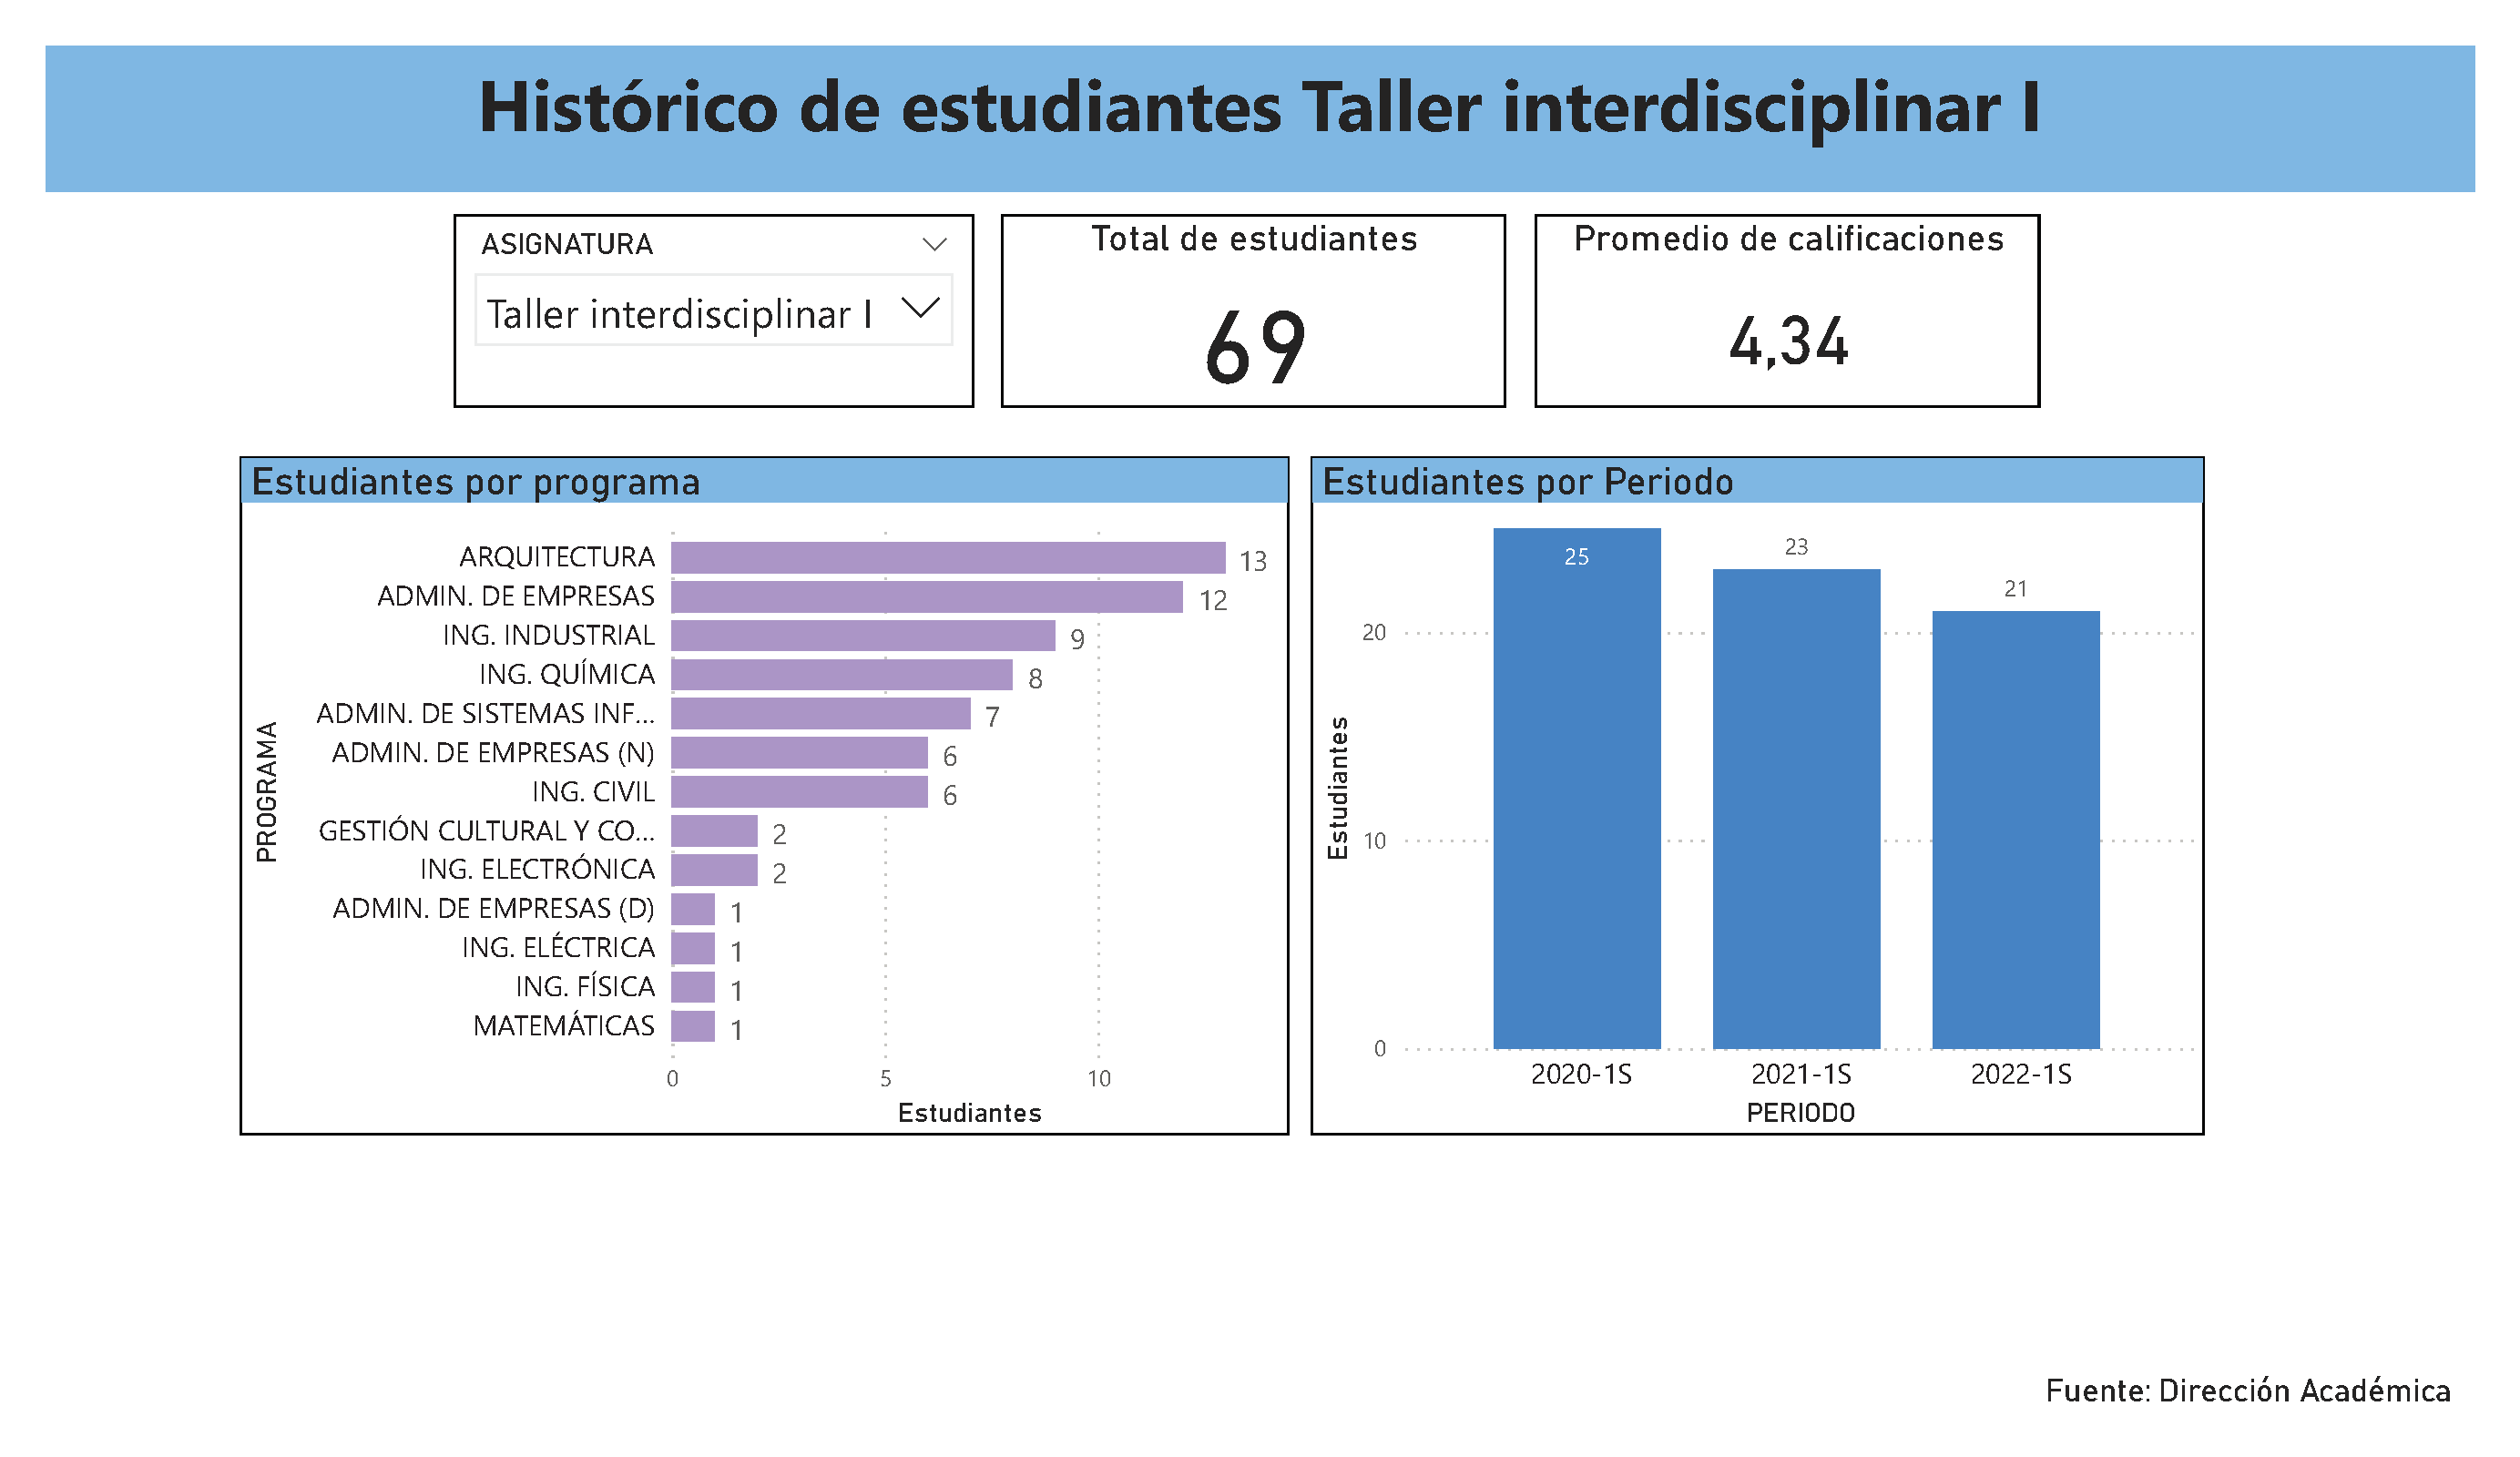 Histórico de estudiantes Taller interdisciplinar I
ASIGNATURA
Taller interdisciplinar I
Total de estudiantes
69
Promedio de calificaciones
4,34
Estudiantes por programa
PROGRAMA
ARQUITECTURA 13
ADMIN. DE EMPRESAS 12
ING. INDUSTRIAL 9
ING. QUÍMICA 8
ADMIN. DE SISTEMAS INF... 7
ADMIN. DE EMPRESAS (N) 6
ING. CIVIL 6
GESTIÓN CULTURAL Y CO... 2
ING. ELECTRÓNICA 2
ADMIN. DE EMPRESAS (D) 1
ING. ELÉCTRICA 1
ING. FÍSICA 1
MATEMÁTICAS 1
0 5 10
Estudiantes
Estudiantes por Periodo
Estudiantes
25 23 21
20
10
0
2020-1S 2021-1S 2022-1S
PERIODO
Fuente: Dirección Académica